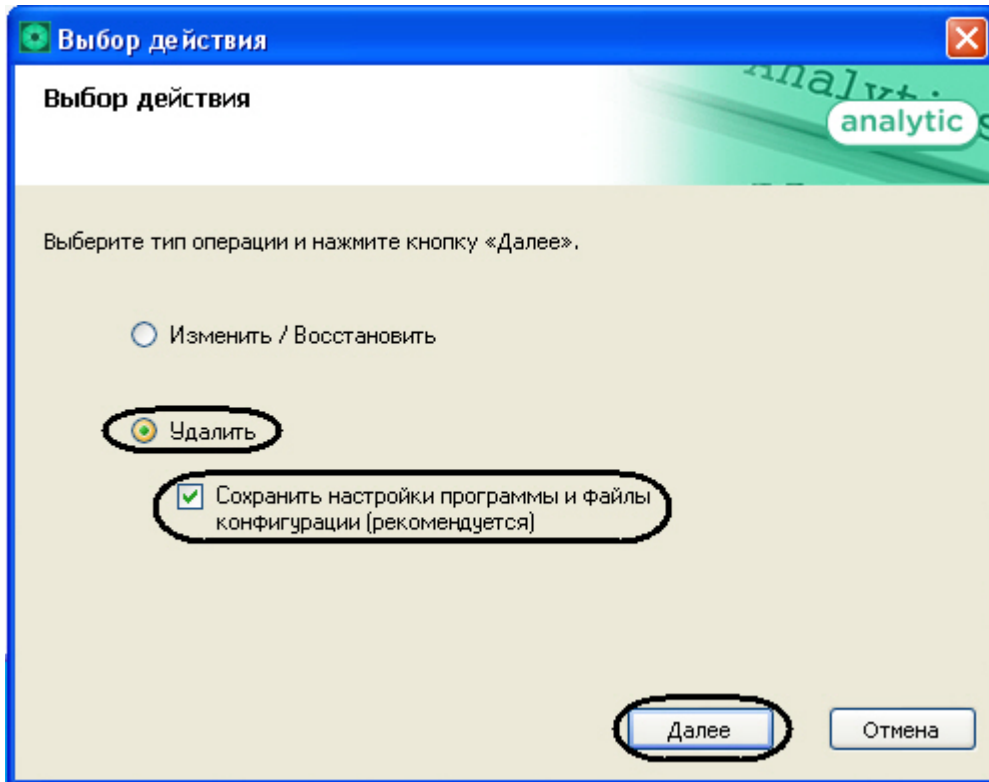 Выбор действия
Выбор действия
Analytics
analytic
Выберите тип операции и нажмите кнопку «Далее».
Изменить / Восстановить
Удалить
Сохранить настройки программы и файлы
конфигурации (рекомендуется)
Далее
Отмена